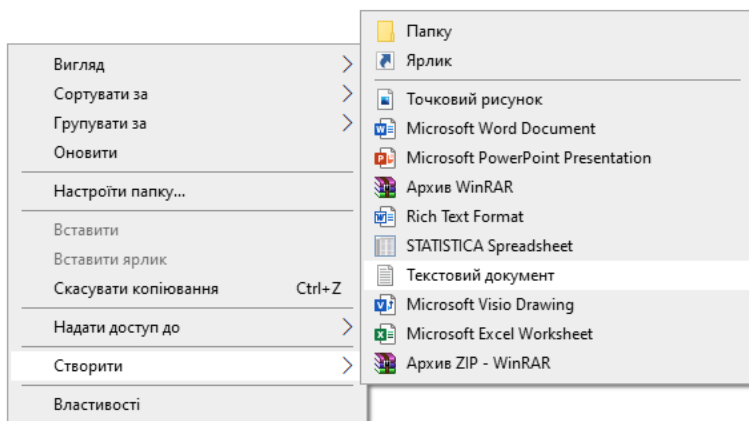 Вигляд
Сортувати за
Групувати за
Оновити
Настроїти папку...
Вставити
Вставити ярлик
Скасувати копіювання Ctrl+Z
Надати доступ до
Створити
Властивості
Папку
Ярлик
Точковий рисунок
Microsoft Word Document
Microsoft PowerPoint Presentation
Архив WinRAR
Rich Text Format
STATISTICA Spreadsheet
Текстовий документ
Microsoft Visio Drawing
Microsoft Excel Worksheet
Архив ZIP - WinRAR